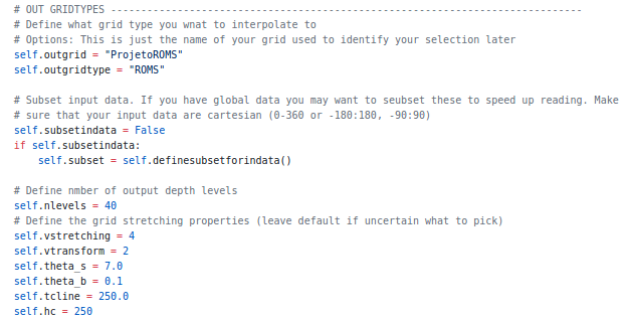 # OUT GRIDTYPES ------------------------------------------------------------------------------
# Define what grid type you wnat to interpolate to
# Options: This is just the name of your grid used to identify your selection later
self.outgrid = "ProjetoROMS"
self.outgridtype = "ROMS"
# Subset input data. If you have global data you may want to seubset these to speed up reading. Make
# sure that your input data are cartesian (0-360 or -180:180, -90:90)
self.subsetindata = False
if self.subsetindata:
    self.subset = self.definesubsetforindata()
# Define nmber of output depth levels
self.nlevels = 40
# Define the grid stretching properties (leave default if uncertain what to pick)
self.vstretching = 4
self.vtransform = 2
self.theta_s = 7.0
self.theta_b = 0.1
self.tcline = 250.0
self.hc = 250